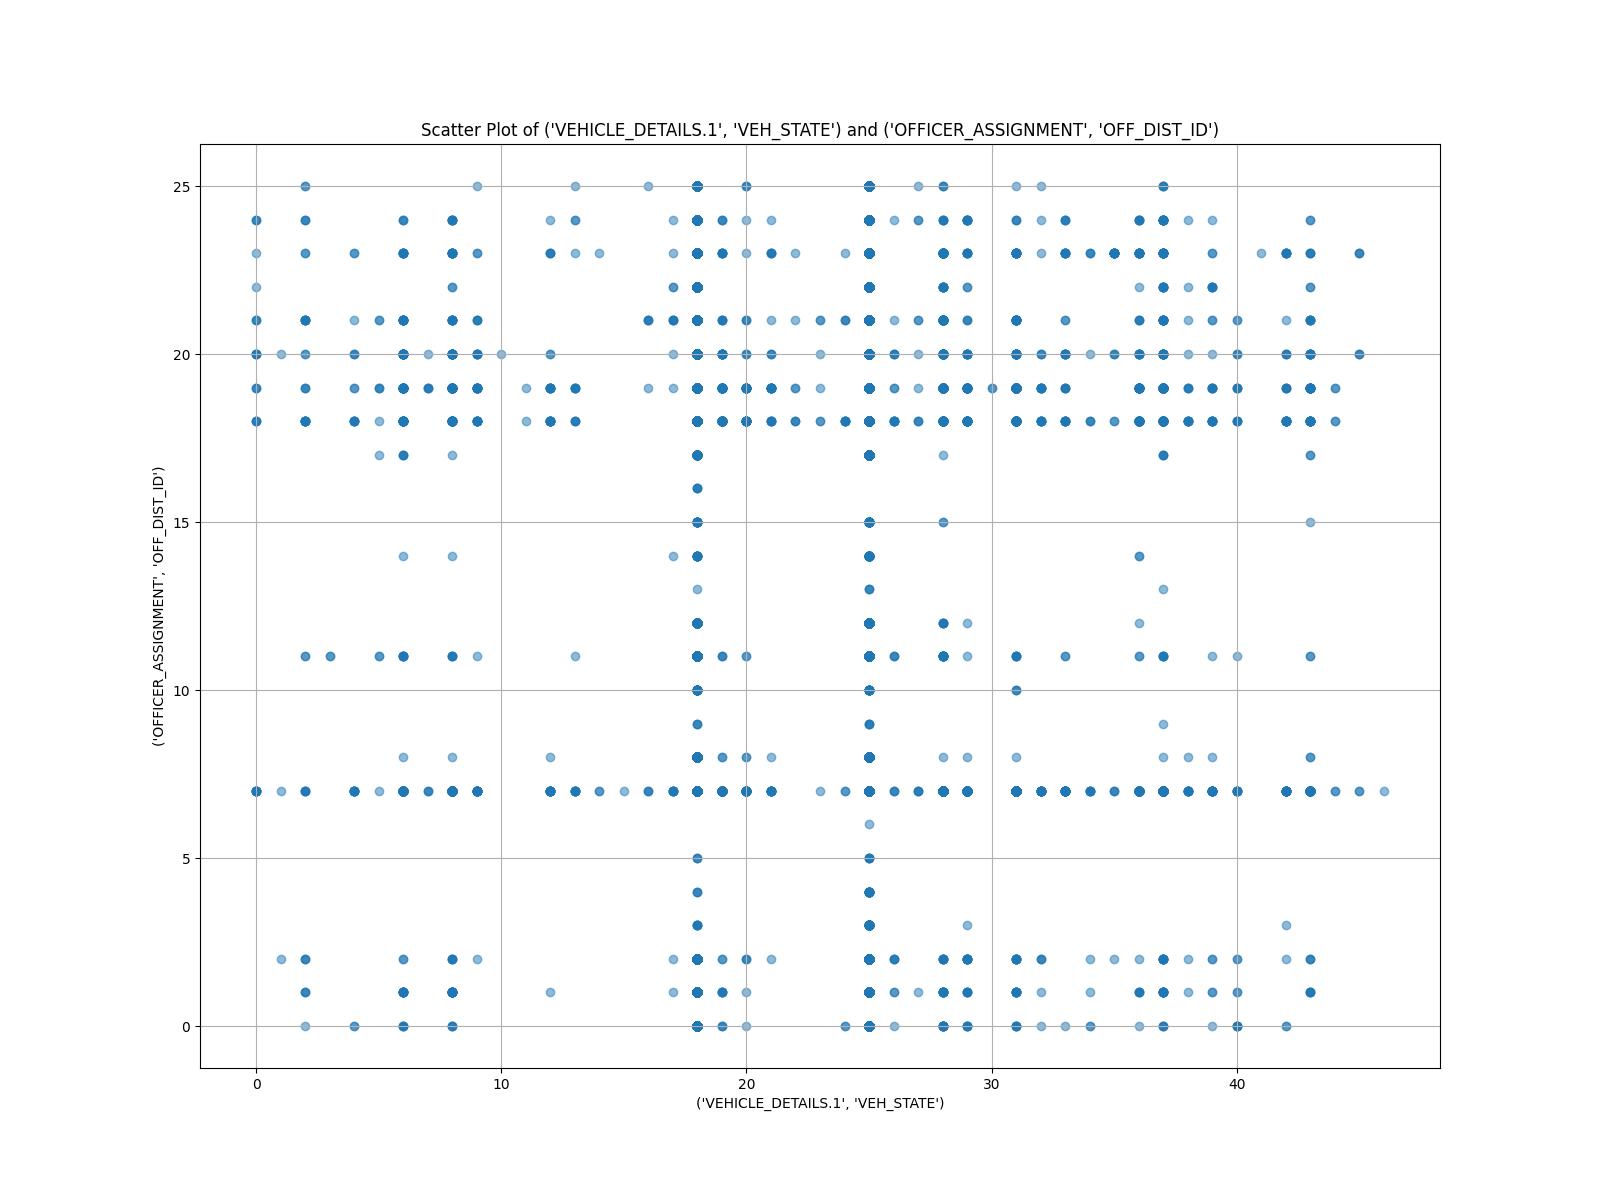 Scatter Plot of ('VEHICLE_DETAILS.1', 'VEH_STATE') and ('OFFICER_ASSIGNMENT', 'OFF_DIST_ID')
('OFFICER_ASSIGNMENT', 'OFF_DIST_ID')
25
20
15
10
5
0
0 10 20 30 40
('VEHICLE_DETAILS.1', 'VEH_STATE')